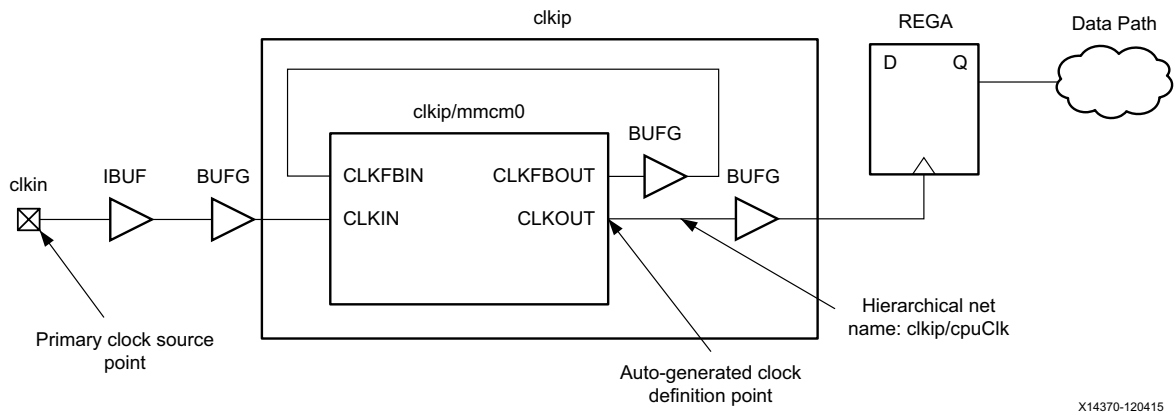 clkip
REGA
Data Path
D
Q
clkip/mmcm0
BUFG
CLKFBIN
CLKFBOUT
BUFG
clkin
IBUF
BUFG
CLKIN
CLKOUT
Primary clock source
point
Hierarchical net
name: clkip/cpuClk
Auto-generated clock
definition point
X14370-120415